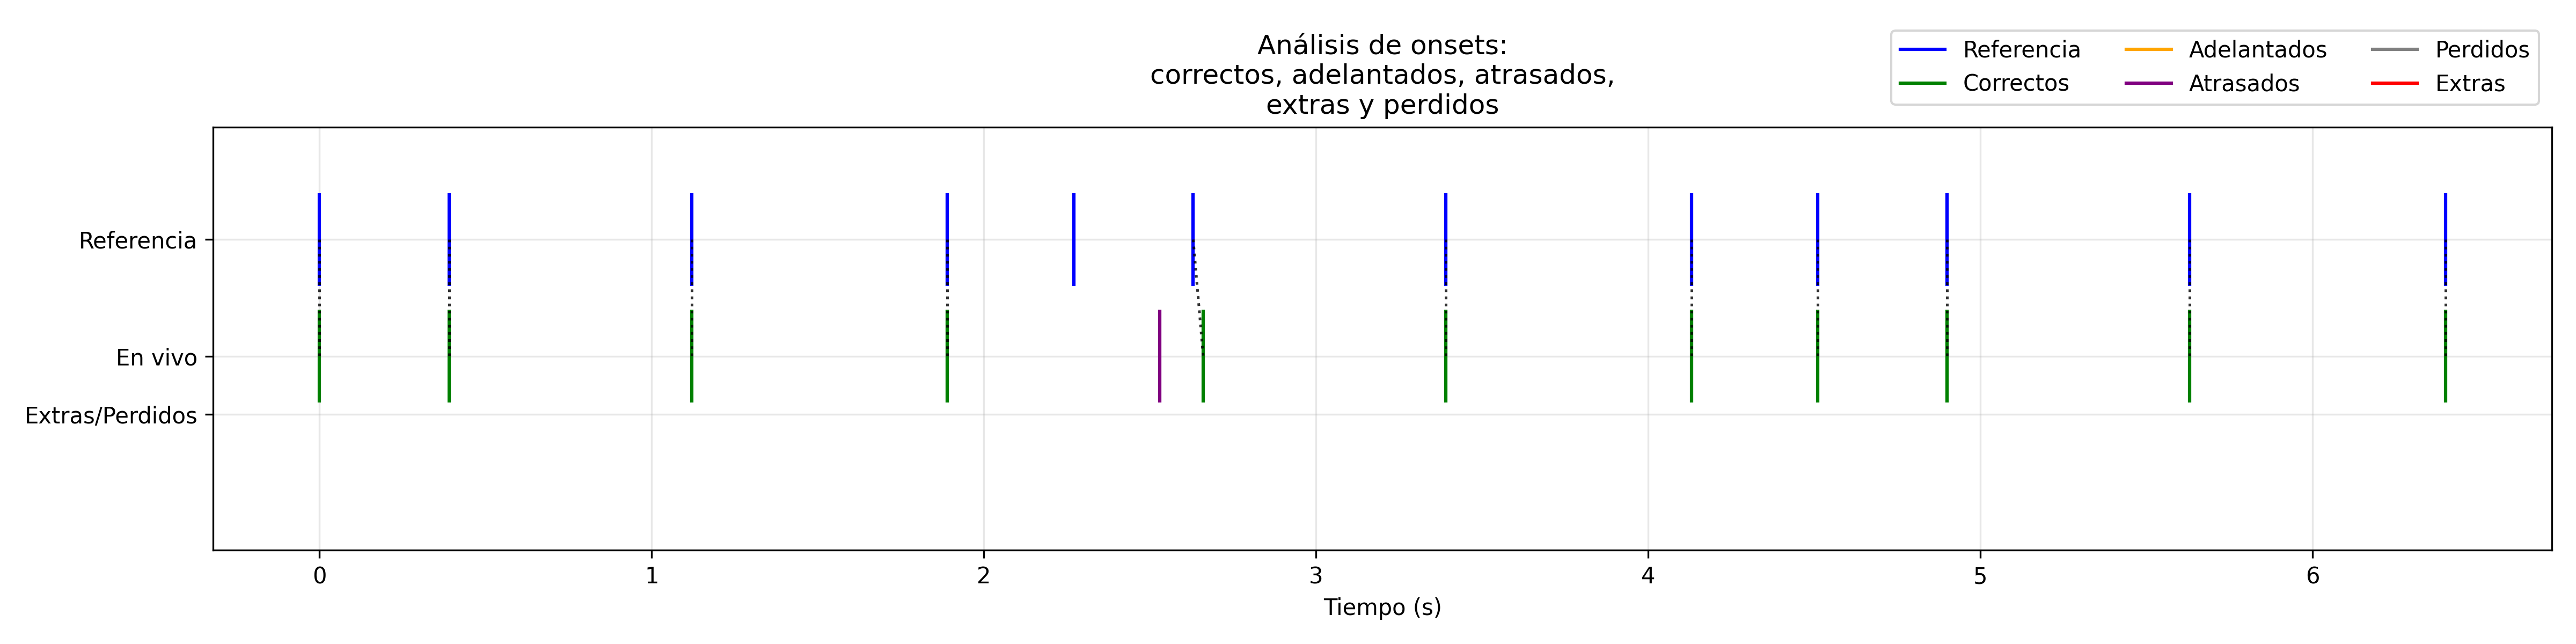 Análisis de onsets:
correctos, adelantados, atrasados,
extras y perdidos
Referencia
Correctos
Adelantados
Atrasados
Perdidos
Extras
Referencia
En vivo
Extras/Perdidos
0 1 2 3 4 5 6
Tiempo (s)